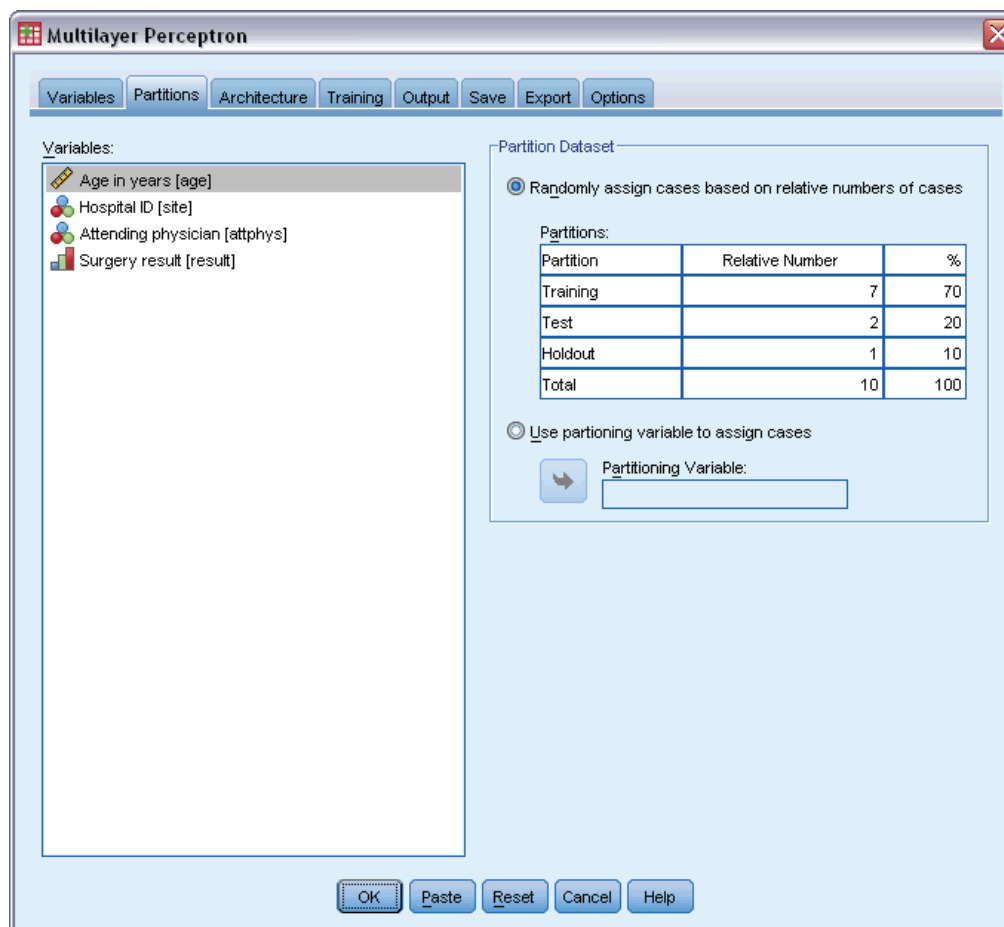 Multilayer Perceptron
Variables Partitions Architecture Training Output Save Export Options
Variables:
Age in years [age]
Hospital ID [site]
Attending physician [attphys]
Surgery result [result]
Partition Dataset
Randomly assign cases based on relative numbers of cases
Partitions:
Partition Relative Number %
Training 7 70
Test 2 20
Holdout 1 10
Total 10 100
Use partioning variable to assign cases
Partitioning Variable:
OK Paste Reset Cancel Help